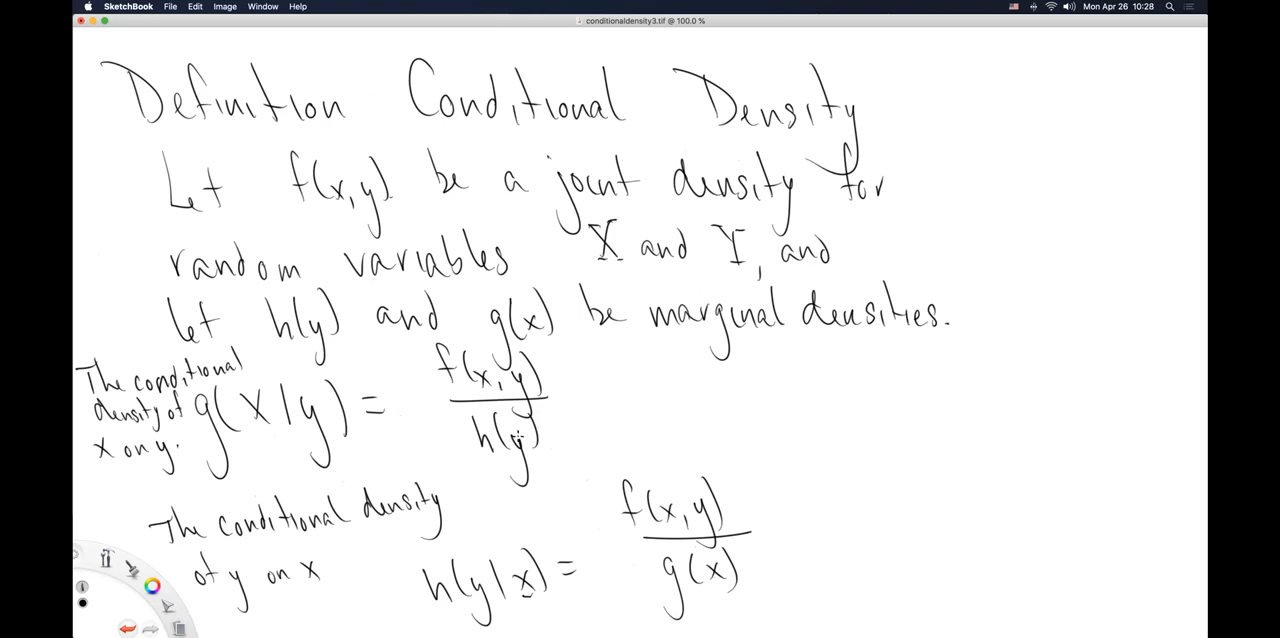 SketchBook File Edit Image Window Help Mon Apr 26 10:28
conditionaldensity3.tif @ 100.0 %
Definition Conditional Density
Let f(x,y) be a joint density for
random variables X and Y, and
let h(y) and g(x) be marginal densities.
The conditional
density of
x on y.
g(x|y) = f(x,y) / h(y)
The conditional density
of y on x
h(y|x) = f(x,y) / g(x)